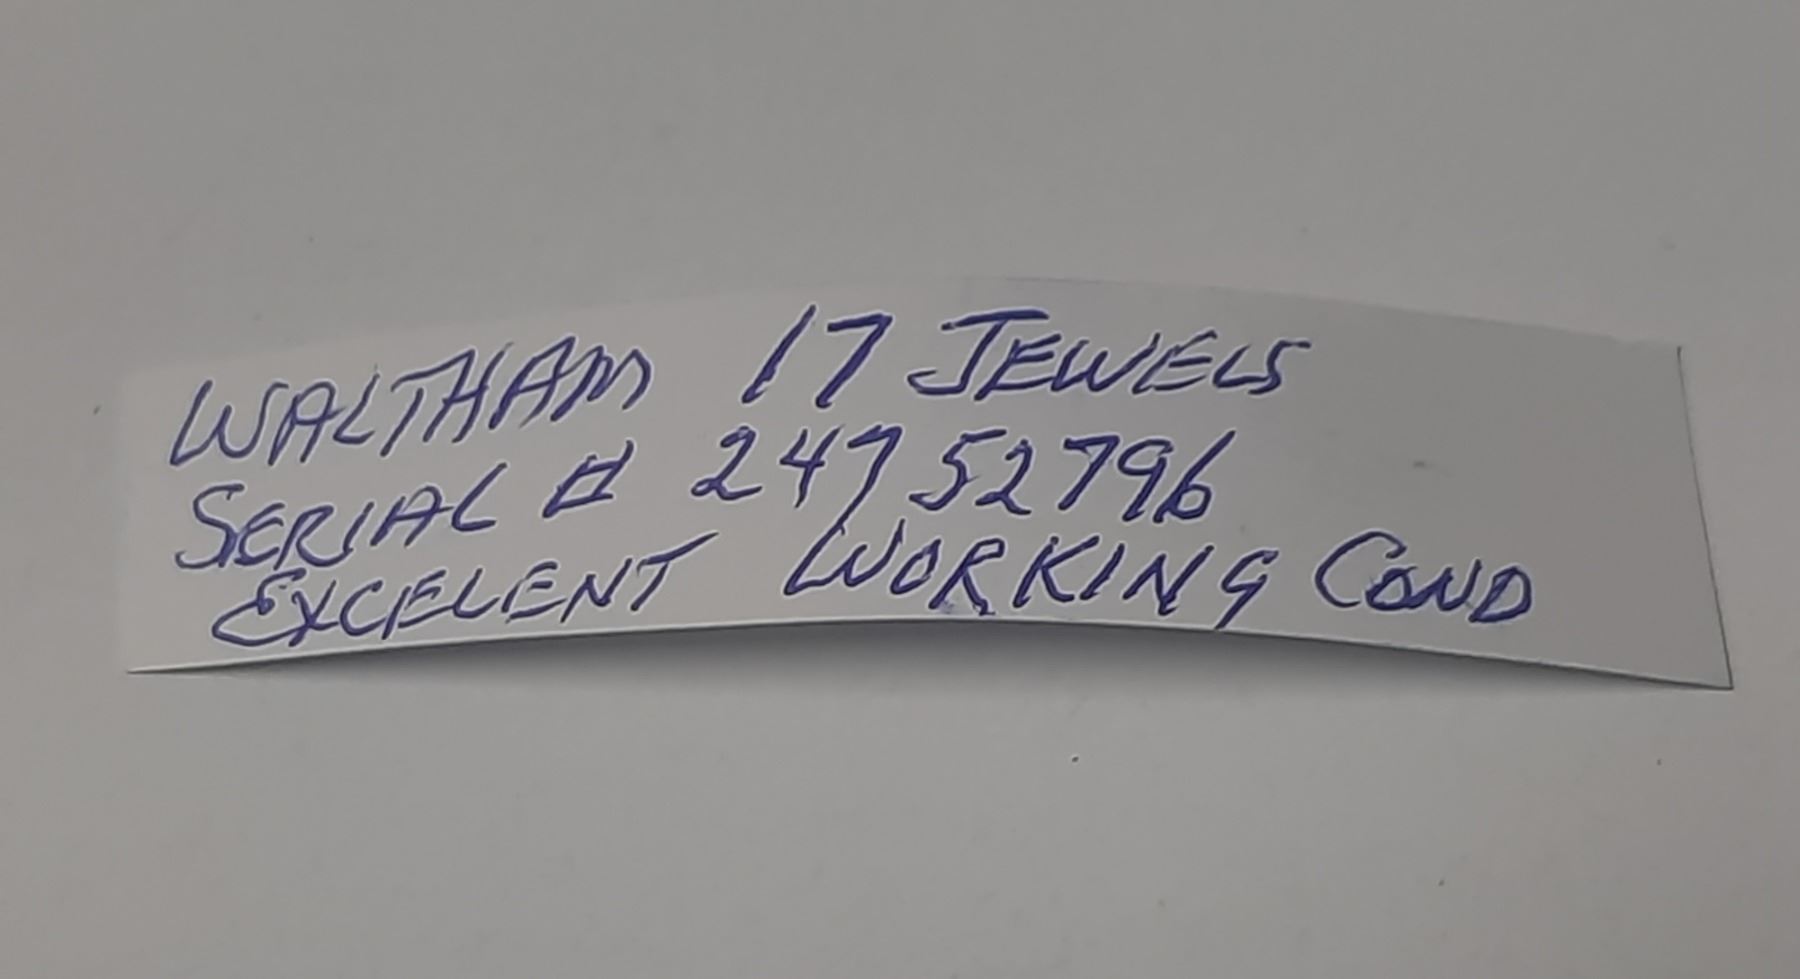 WALTHAM 17 JEWELS
SERIAL # 24752796
EXCELENT WORKING COND